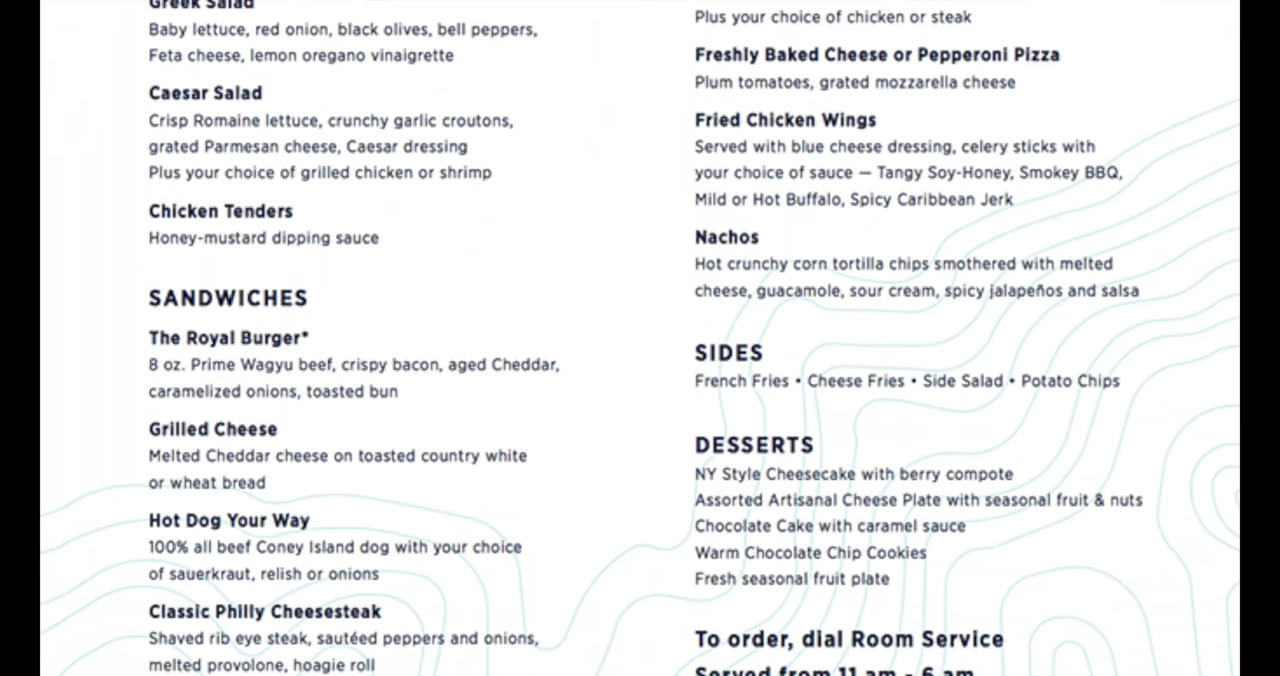 Greek Salad
Baby lettuce, red onion, black olives, bell peppers,
Feta cheese, lemon oregano vinaigrette
Caesar Salad
Crisp Romaine lettuce, crunchy garlic croutons,
grated Parmesan cheese, Caesar dressing
Plus your choice of grilled chicken or shrimp
Chicken Tenders
Honey-mustard dipping sauce
SANDWICHES
The Royal Burger*
8 oz. Prime Wagyu beef, crispy bacon, aged Cheddar,
caramelized onions, toasted bun
Grilled Cheese
Melted Cheddar cheese on toasted country white
or wheat bread
Hot Dog Your Way
100% all beef Coney Island dog with your choice
of sauerkraut, relish or onions
Classic Philly Cheesesteak
Shaved rib eye steak, sautéed peppers and onions,
melted provolone, hoagie roll
Plus your choice of chicken or steak
Freshly Baked Cheese or Pepperoni Pizza
Plum tomatoes, grated mozzarella cheese
Fried Chicken Wings
Served with blue cheese dressing, celery sticks with
your choice of sauce — Tangy Soy-Honey, Smokey BBQ,
Mild or Hot Buffalo, Spicy Caribbean Jerk
Nachos
Hot crunchy corn tortilla chips smothered with melted
cheese, guacamole, sour cream, spicy jalapeños and salsa
SIDES
French Fries • Cheese Fries • Side Salad • Potato Chips
DESSERTS
NY Style Cheesecake with berry compote
Assorted Artisanal Cheese Plate with seasonal fruit & nuts
Chocolate Cake with caramel sauce
Warm Chocolate Chip Cookies
Fresh seasonal fruit plate
To order, dial Room Service
Served from 11 am - 6 am